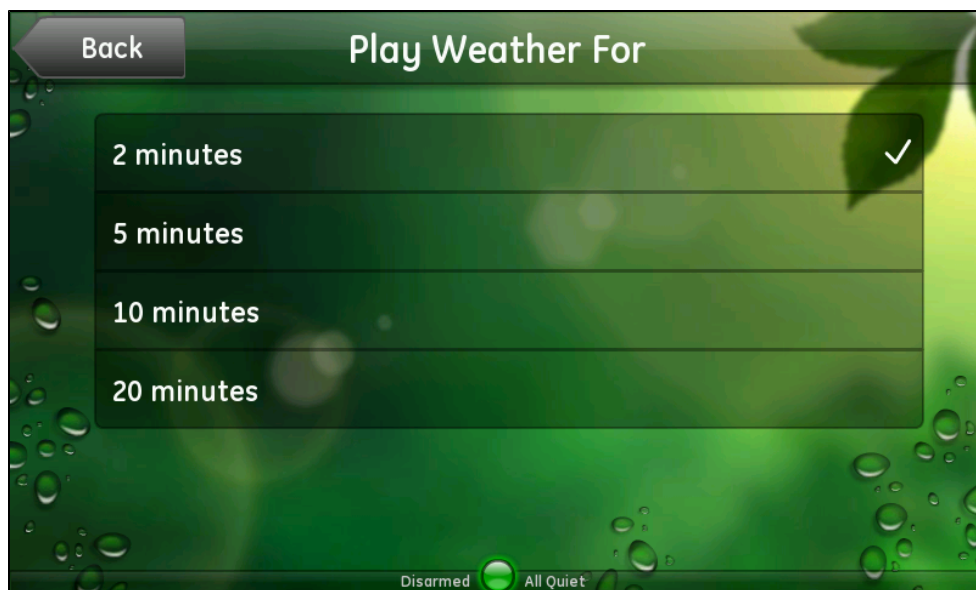 Back
Play Weather For
2 minutes
5 minutes
10 minutes
20 minutes
Disarmed All Quiet